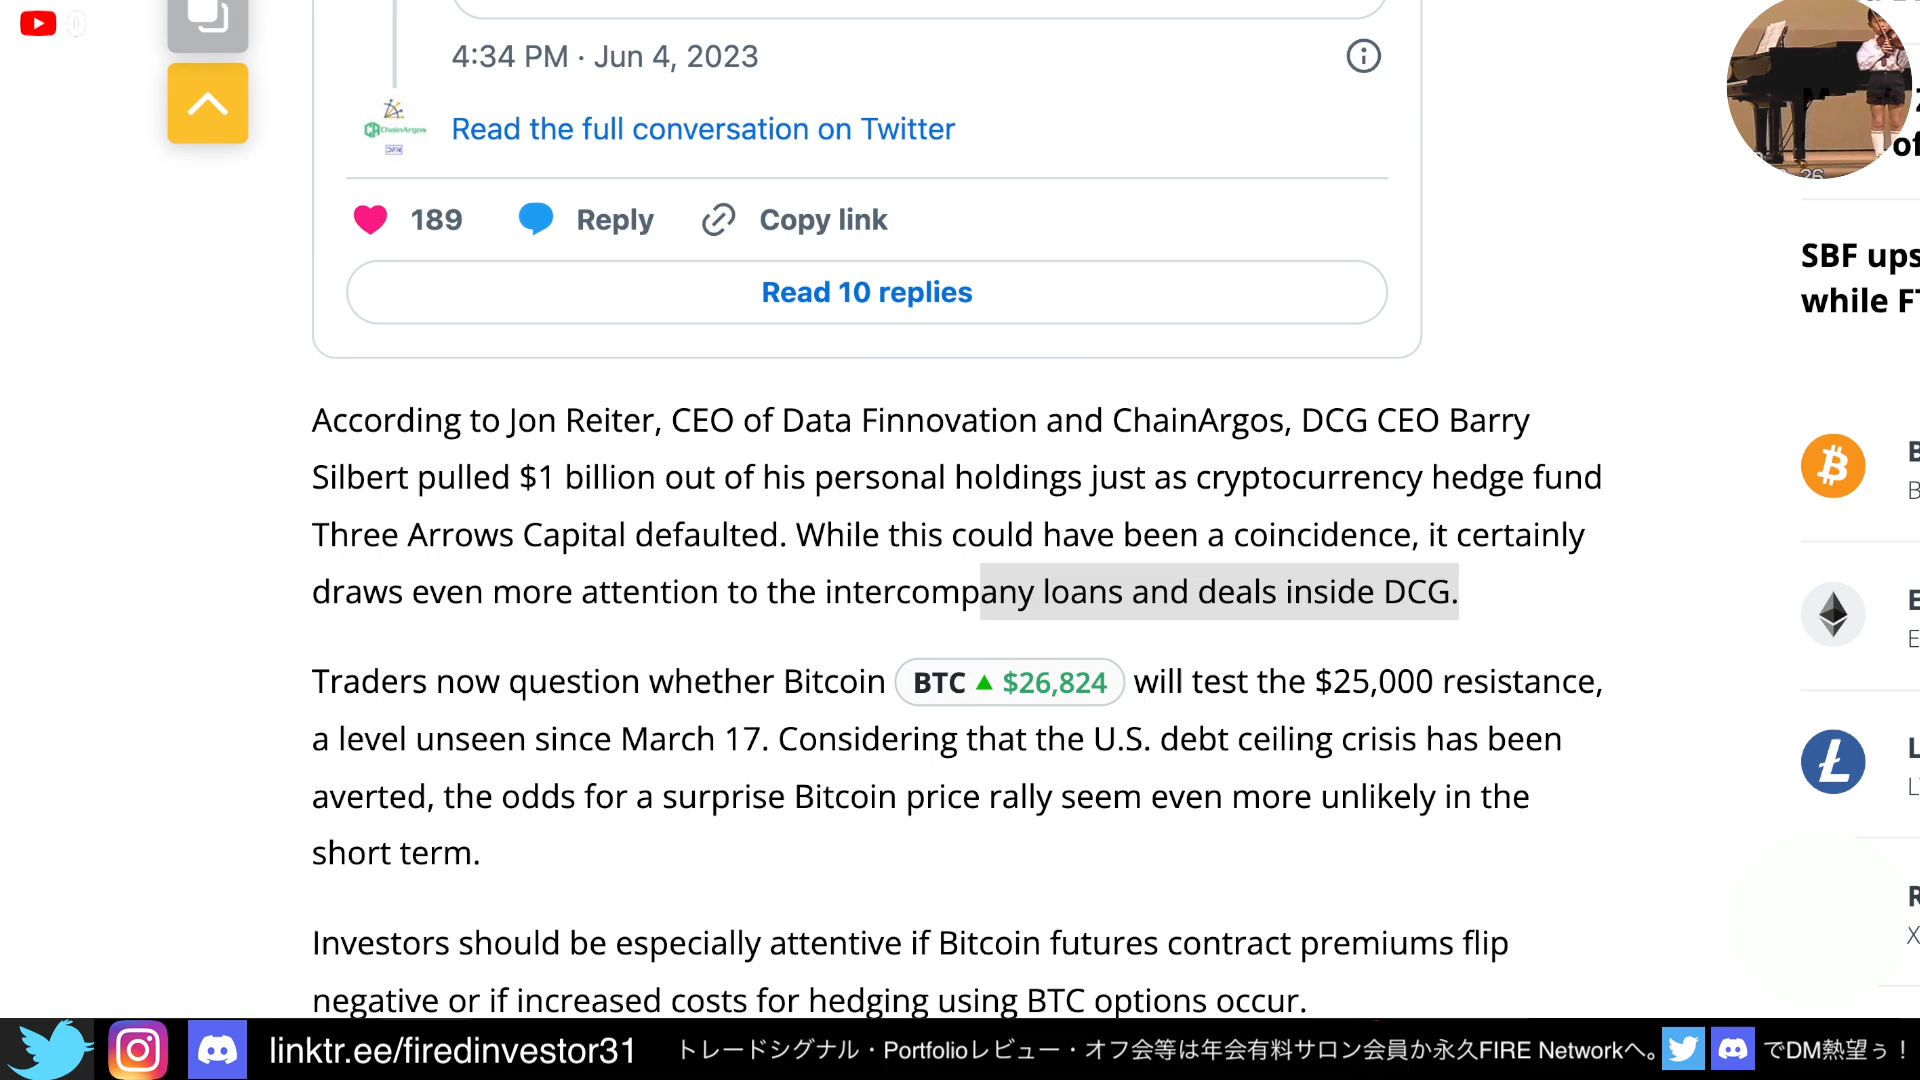 0
4:34 PM · Jun 4, 2023
ChainArgos
DFN
Read the full conversation on Twitter
189
Reply
Copy link
Read 10 replies
26
of
SBF ups
while FT
According to Jon Reiter, CEO of Data Finnovation and ChainArgos, DCG CEO Barry
Silbert pulled $1 billion out of his personal holdings just as cryptocurrency hedge fund
Three Arrows Capital defaulted. While this could have been a coincidence, it certainly
draws even more attention to the intercompany loans and deals inside DCG.
Traders now question whether Bitcoin BTC ▲ $26,824 will test the $25,000 resistance,
a level unseen since March 17. Considering that the U.S. debt ceiling crisis has been
averted, the odds for a surprise Bitcoin price rally seem even more unlikely in the
short term.
Investors should be especially attentive if Bitcoin futures contract premiums flip
negative or if increased costs for hedging using BTC options occur.
linktr.ee/firedinvestor31
トレードシグナル・Portfolioレビュー・オフ会等は年会有料サロン会員か永久FIRE Networkへ。
でDM熱望ぅ！